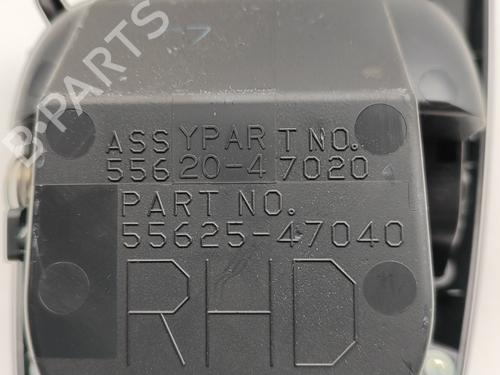 B-PARTS
ASSYPART NO.
55620-47020
PART NO.
55625-47040
RHD